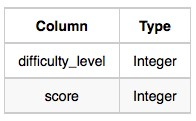 Column Type
difficulty_level Integer
score Integer